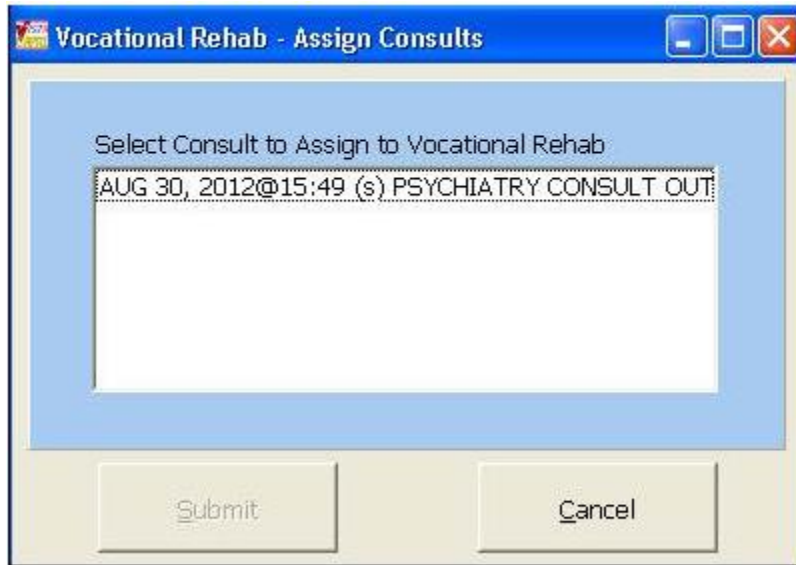 Vocational Rehab - Assign Consults
Select Consult to Assign to Vocational Rehab
AUG 30, 2012@15:49 (s) PSYCHIATRY CONSULT OUT
Submit
Cancel